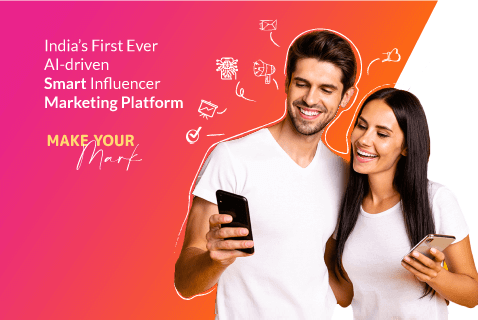 India's First Ever
AI-driven
Smart Influencer
Marketing Platform
MAKE YOUR
Mark